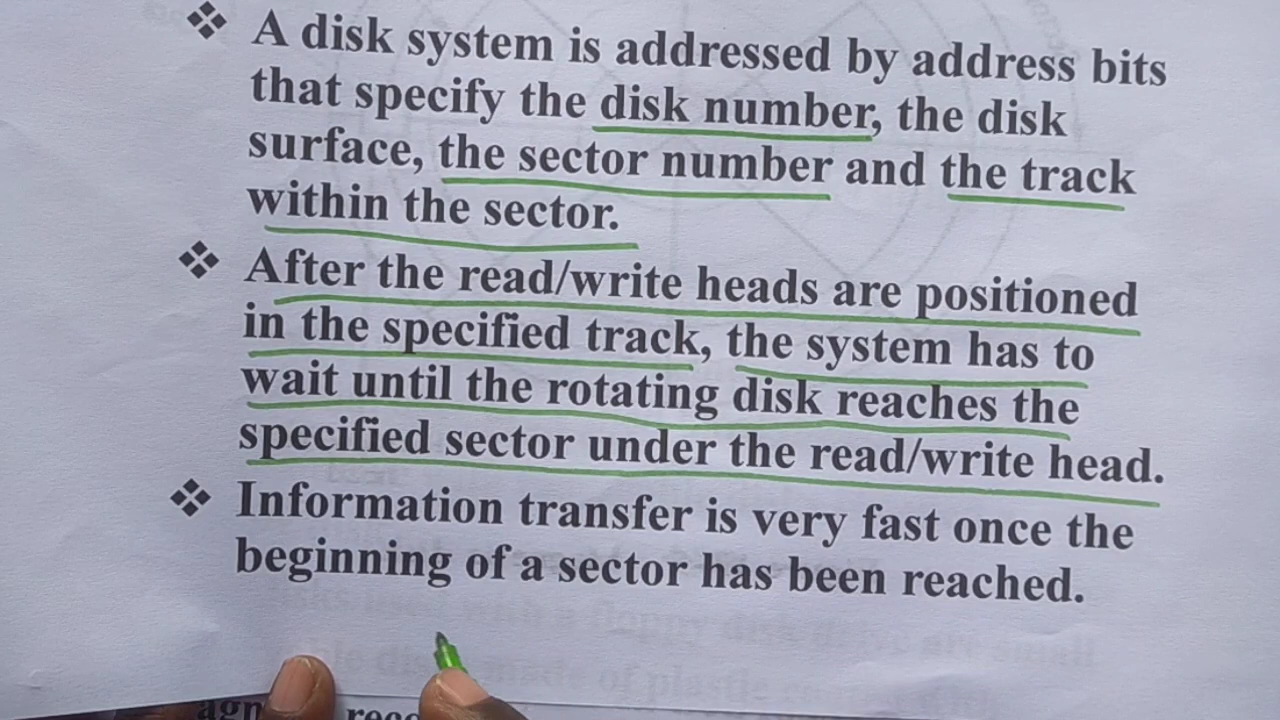 ❖ A disk system is addressed by address bits
that specify the disk number, the disk
surface, the sector number and the track
within the sector.
❖ After the read/write heads are positioned
in the specified track, the system has to
wait until the rotating disk reaches the
specified sector under the read/write head.
❖ Information transfer is very fast once the
beginning of a sector has been reached.